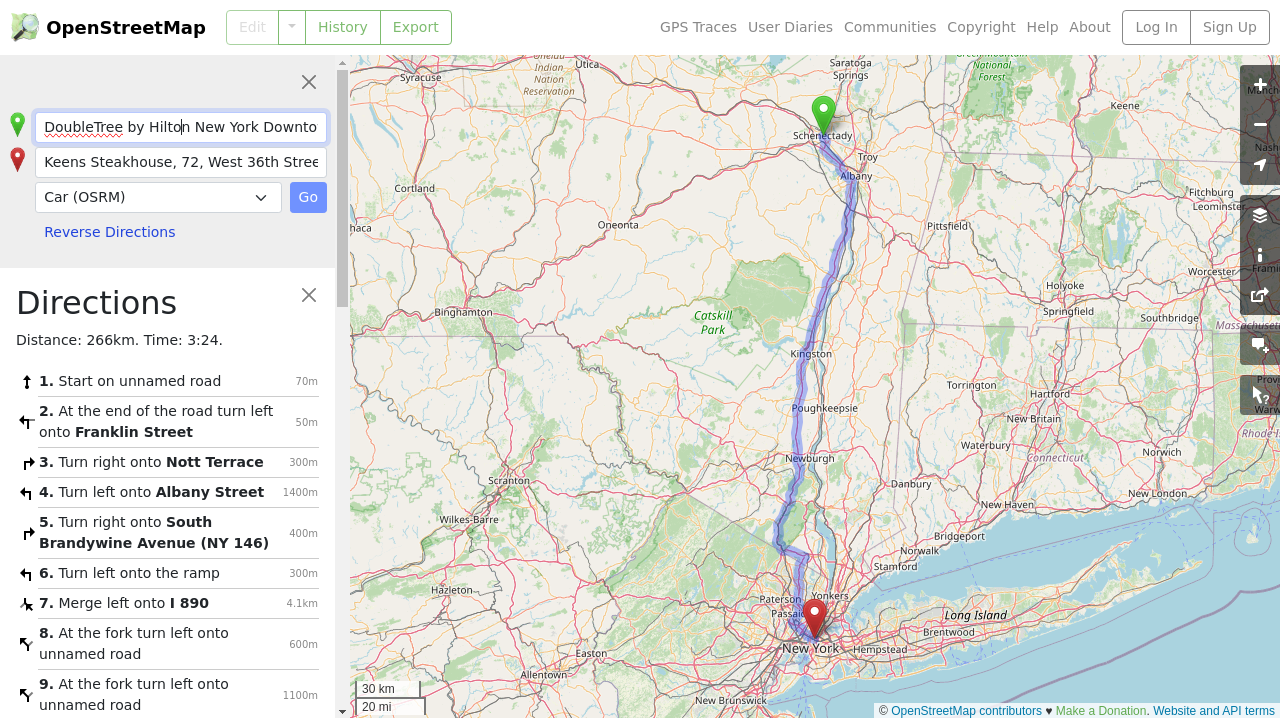 OpenStreetMap
Edit
History
Export
GPS Traces
User Diaries
Communities
Copyright
Help
About
Log In
Sign Up
DoubleTree by Hilton New York Downto
Keens Steakhouse, 72, West 36th Stree
Car (OSRM)
Go
Reverse Directions
Directions
Distance: 266km. Time: 3:24.
1. Start on unnamed road
70m
2. At the end of the road turn left
onto Franklin Street
50m
3. Turn right onto Nott Terrace
300m
4. Turn left onto Albany Street
1400m
5. Turn right onto South
Brandywine Avenue (NY 146)
400m
6. Turn left onto the ramp
300m
7. Merge left onto I 890
4.1km
8. At the fork turn left onto
unnamed road
600m
9. At the fork turn left onto
unnamed road
1100m
Syracuse
Oneida
Indian
Nation
Reservation
Utica
Saratoga
Springs
National
Forest
Keene
Schenectady
Troy
Albany
Cortland
Oneonta
Pittsfield
Fitchburg
Leominster
haca
Worcester
Fram
Binghamton
Catskill
Park
Holyoke
Springfield
Southbridge
Massachuset
Kingston
Torrington
Hartford
Poughkeepsie
New Britain
Waterbury
Connecticut
Norwich
Warw
Rhode I
Newburgh
Scranton
Danbury
New Haven
New London
Wilkes-Barre
Bridgeport
Norwalk
Stamford
Hazleton
Paterson
Yonkers
Passaic
Long Island
Brentwood
New York
Hempstead
Easton
Allentown
New Brunswick
30 km
20 mi
© OpenStreetMap contributors ♥ Make a Donation. Website and API terms